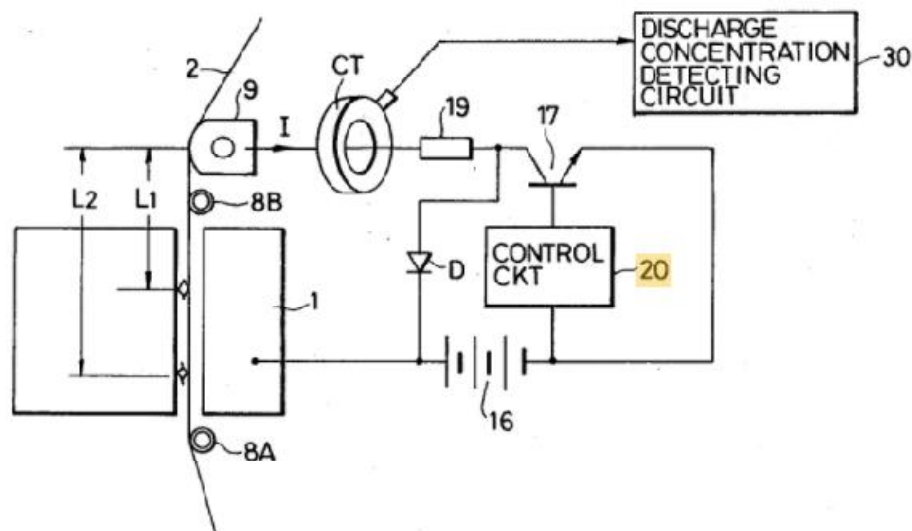 DISCHARGE
CONCENTRATION
DETECTING
CIRCUIT
30
2
9
CT
I
19
17
L2
L1
8B
D
CONTROL
CKT
20
1
16
8A